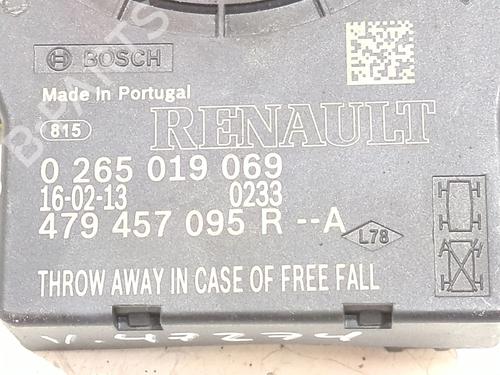 BOSCH
Made in Portugal
815
RENAULT
0 265 019 069
16-02-13 0233
479 457 095 R --A
L78
THROW AWAY IN CASE OF FREE FALL